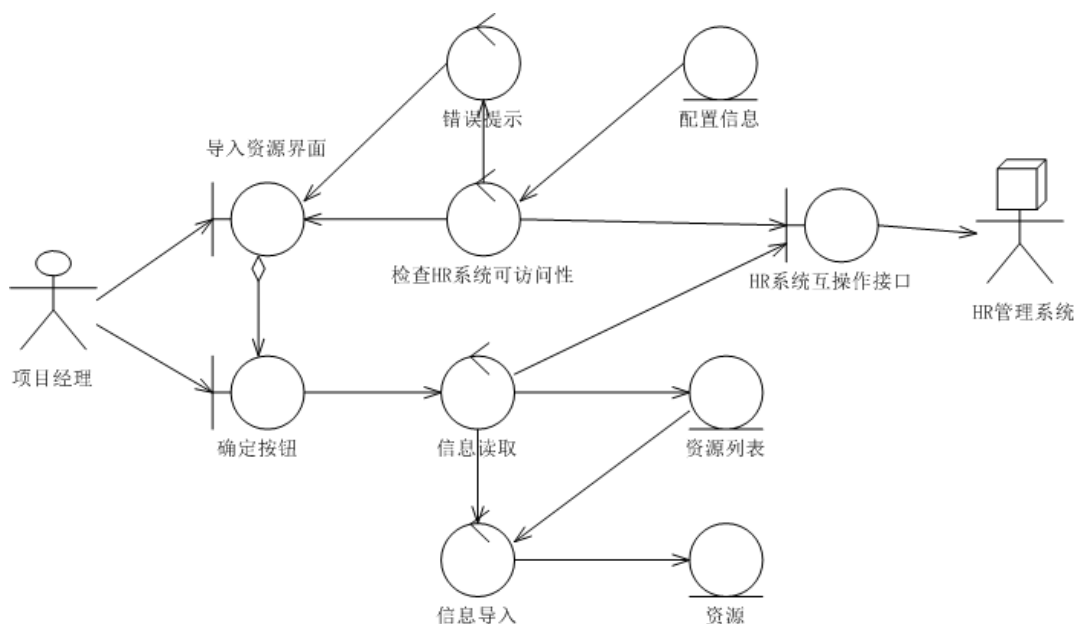 错误提示
配置信息
导入资源界面
检查HR系统可访问性
HR系统互操作接口
HR管理系统
项目经理
确定按钮
信息读取
资源列表
信息导入
资源